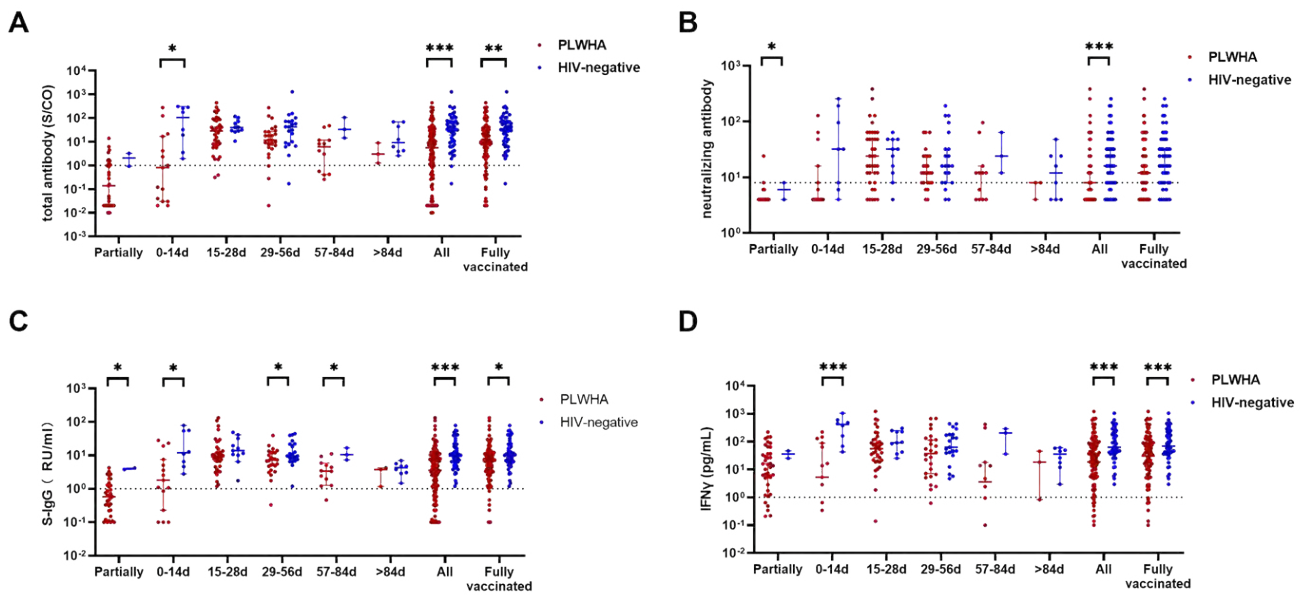 A
total antibody (S/CO)
10⁴
10³
10²
10¹
10⁰
10⁻¹
10⁻²
10⁻³
*
***
**
PLWHA
HIV-negative
Partially 0-14d 15-28d 29-56d 57-84d >84d All Fully
vaccinated
B
neutralizing antibody
10³
10²
10¹
10⁰
*
***
PLWHA
HIV-negative
Partially 0-14d 15-28d 29-56d 57-84d >84d All Fully
vaccinated
C
S-IgG ( RU/ml)
10³
10²
10¹
10⁰
10⁻¹
10⁻²
*
*
*
*
***
*
PLWHA
HIV-negative
Partially 0-14d 15-28d 29-56d 57-84d >84d All Fully
vaccinated
D
IFNγ (pg/mL)
10⁴
10³
10²
10¹
10⁰
10⁻¹
10⁻²
***
***
***
PLWHA
HIV-negative
Partially 0-14d 15-28d 29-56d 57-84d >84d All Fully
vaccinated